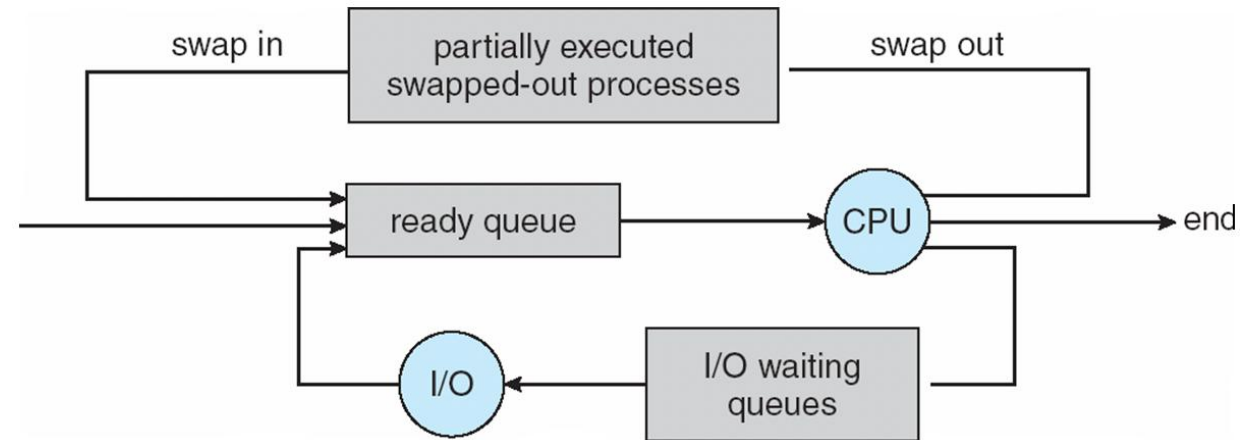 swap in
partially executed
swapped-out processes
swap out
ready queue
CPU
end
I/O
I/O waiting
queues